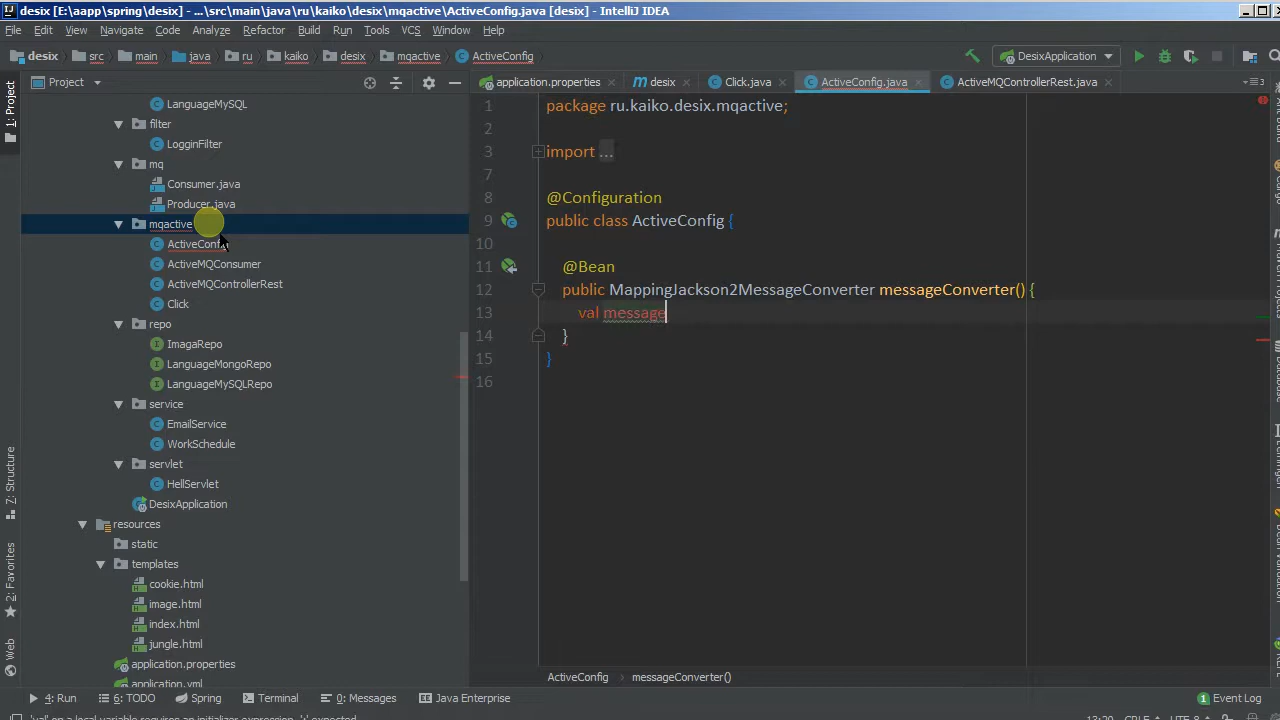 desix [E:\aapp\spring\desix] - ...\src\main\java\ru\kaiko\desix\mqactive\ActiveConfig.java [desix] - IntelliJ IDEA
File Edit View Navigate Code Analyze Refactor Build Run Tools VCS Window Help
desix src main java ru kaiko desix mqactive ActiveConfig DesixApplication
Project
application.properties desix Click.java ActiveConfig.java ActiveMQControllerRest.java
1: Project
7: Structure
2: Favorites
Web
LanguageMySQL
filter
LogginFilter
mq
Consumer.java
Producer.java
mqactive
ActiveConfig
ActiveMQConsumer
ActiveMQControllerRest
Click
repo
ImagaRepo
LanguageMongoRepo
LanguageMySQLRepo
service
EmailService
WorkSchedule
servlet
HellServlet
DesixApplication
resources
static
templates
cookie.html
image.html
index.html
jungle.html
application.properties
application.yml
1 package ru.kaiko.desix.mqactive;
2
3 import ...
7
8 @Configuration
9 public class ActiveConfig {
10
11 @Bean
12 public MappingJackson2MessageConverter messageConverter() {
13 val message
14 }
15 }
16
ActiveConfig messageConverter()
4: Run 6: TODO Spring Terminal 0: Messages Java Enterprise 1 Event Log